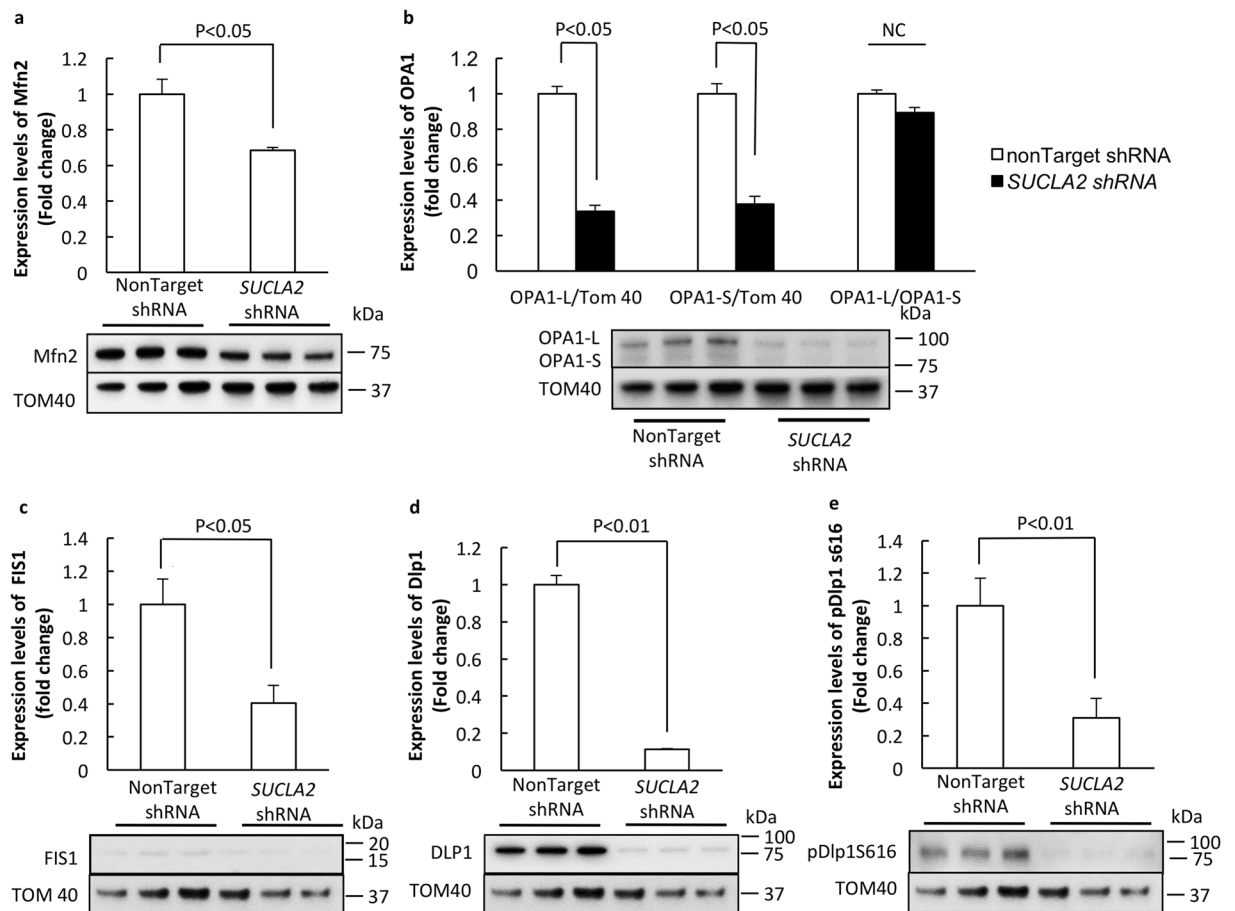 a
P<0.05
Expression levels of Mfn2
(Fold change)
1.2
1
0.8
0.6
0.4
0.2
0
NonTarget
shRNA
SUCLA2
shRNA
kDa
Mfn2
75
TOM40
37
b
P<0.05
P<0.05
NC
Expression levels of OPA1
(fold change)
1.2
1
0.8
0.6
0.4
0.2
0
nonTarget shRNA
SUCLA2 shRNA
OPA1-L/Tom 40
OPA1-S/Tom 40
OPA1-L/OPA1-S
kDa
OPA1-L
100
OPA1-S
75
TOM40
37
NonTarget
shRNA
SUCLA2
shRNA
c
P<0.05
Expression levels of FIS1
(fold change)
1.4
1.2
1
0.8
0.6
0.4
0.2
0
NonTarget
shRNA
SUCLA2
shRNA
kDa
20
FIS1
15
TOM 40
37
d
P<0.01
Expression levels of Dlp1
(fold change)
1.2
1
0.8
0.6
0.4
0.2
0
NonTarget
shRNA
SUCLA2
shRNA
kDa
100
DLP1
75
TOM40
37
e
P<0.01
Expression levels of pDlp1 s616
(Fold change)
1.4
1.2
1
0.8
0.6
0.4
0.2
0
NonTarget
shRNA
SUCLA2
shRNA
kDa
100
pDlp1S616
75
TOM40
37